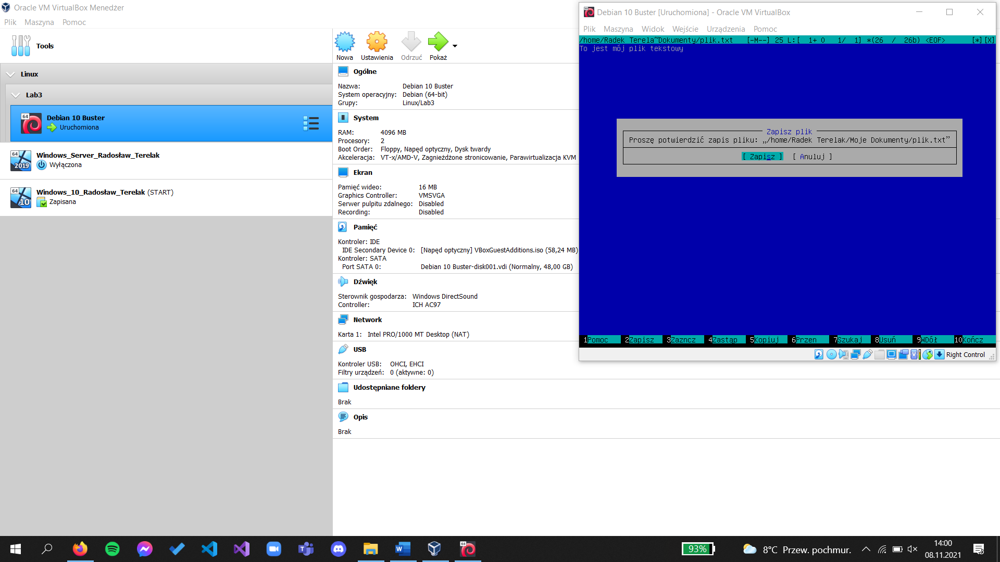 Oracle VM VirtualBox Menedżer
Plik Maszyna Pomoc
Tools
Linux
Lab3
64
Debian 10 Buster
Uruchomiona
64
2019
Windows_Server_Radosław_Terelak
Wyłączona
64
10
Windows_10_Radosław_Terelak (START)
Zapisana
Nowa Ustawienia Odrzuć Pokaż
Ogólne
Nazwa: Debian 10 Buster
System operacyjny: Debian (64-bit)
Grupy: Linux/Lab3
System
RAM: 4096 MB
Procesory: 2
Boot Order: Floppy, Napęd optyczny, Dysk twardy
Akceleracja: VT-x/AMD-V, Zagnieżdżone stronicowanie, Parawirtualizacja KVM
Ekran
Pamięć wideo: 16 MB
Graphics Controller: VMSVGA
Serwer pulpitu zdalnego: Disabled
Recording: Disabled
Pamięć
Kontroler: IDE
IDE Secondary Device 0: [Napęd optyczny] VBoxGuestAdditions.iso (58,24 MB)
Kontroler: SATA
Port SATA 0: Debian 10 Buster-disk001.vdi (Normalny, 48,00 GB)
Dźwięk
Sterownik gospodarza: Windows DirectSound
Controller: ICH AC97
Network
Karta 1: Intel PRO/1000 MT Desktop (NAT)
USB
Kontroler USB: OHCI, EHCI
Filtry urządzeń: 0 (aktywne: 0)
Udostępniane foldery
Brak
Opis
Brak
Debian 10 Buster [Uruchomiona] - Oracle VM VirtualBox
Plik Maszyna Widok Wejście Urządzenia Pomoc
/home/Radek Terela~Dokumenty/plik.txt [-M--] 25 L:[ 1+ 0 1/ 1] *(26 / 26b) <EOF> [*][X]
To jest mój plik tekstowy
Zapisz plik
Proszę potwierdzić zapis pliku: „/home/Radek Terelak/Moje Dokumenty/plik.txt”
[ Zapisz ] [ Anuluj ]
1Pomoc 2Zapisz 3Zazncz 4Zastąp 5Kopiuj 6Przen 7Szukaj 8Usuń 9WDół 10Kończ
Right Control
93%
8°C Przew. pochmur.
14:00
08.11.2021